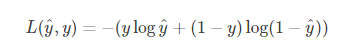 L(ŷ, y) = −(y log ŷ + (1 − y) log(1 − ŷ))